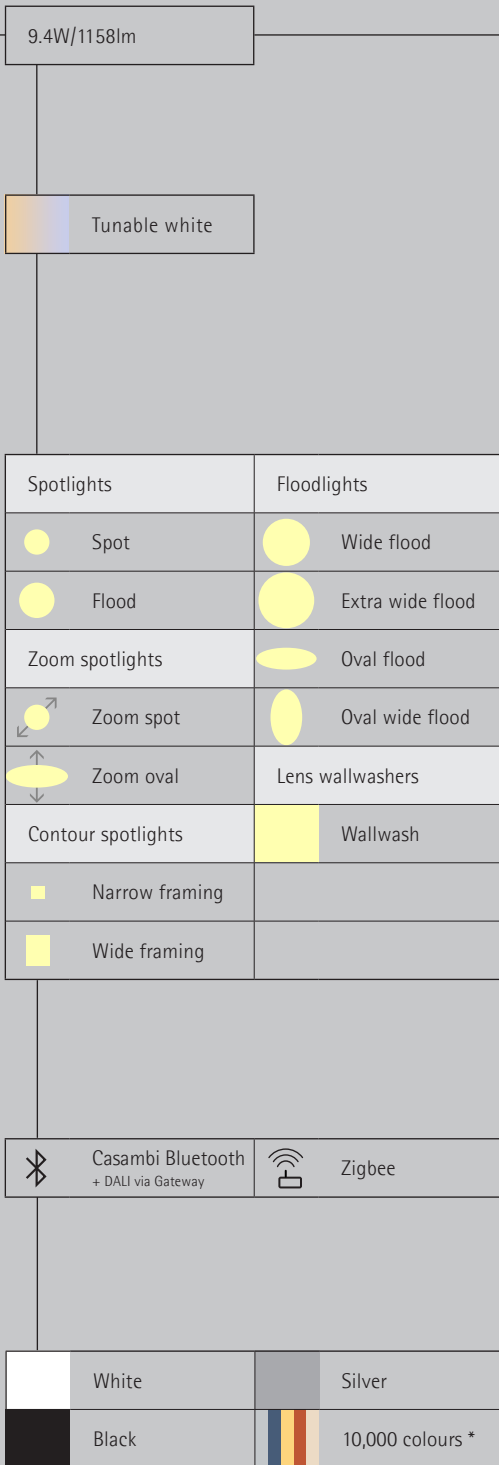 9.4W/1158lm
Tunable white
Spotlights
Spot
Flood
Zoom spotlights
Zoom spot
Zoom oval
Contour spotlights
Narrow framing
Wide framing
Floodlights
Wide flood
Extra wide flood
Oval flood
Oval wide flood
Lens wallwashers
Wallwash
Casambi Bluetooth
+ DALI via Gateway
Zigbee
White
Silver
Black
10,000 colours *